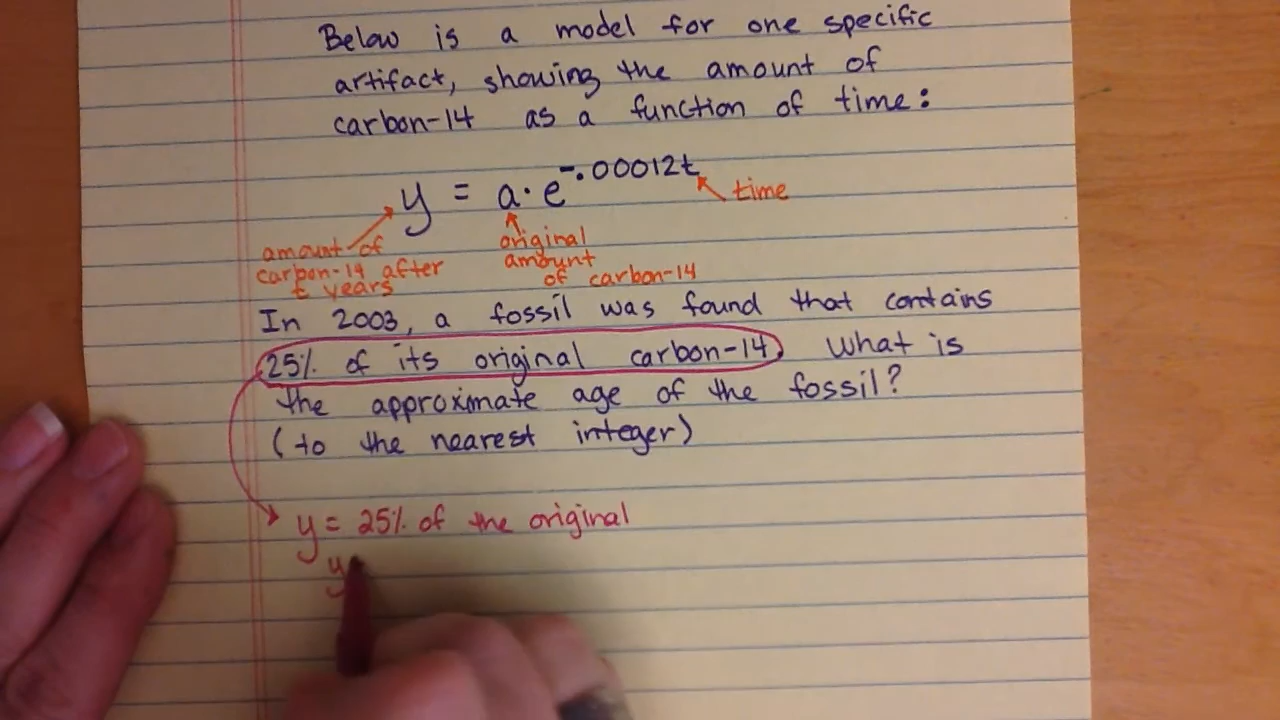 Below is a model for one specific
artifact, showing the amount of
carbon-14 as a function of time:
y = a · e^-.00012t
time
amount of
carbon-14 after
t years
original
amount
of carbon-14
In 2003, a fossil was found that contains
25% of its original carbon-14. What is
the approximate age of the fossil?
(to the nearest integer)
y = 25% of the original
y